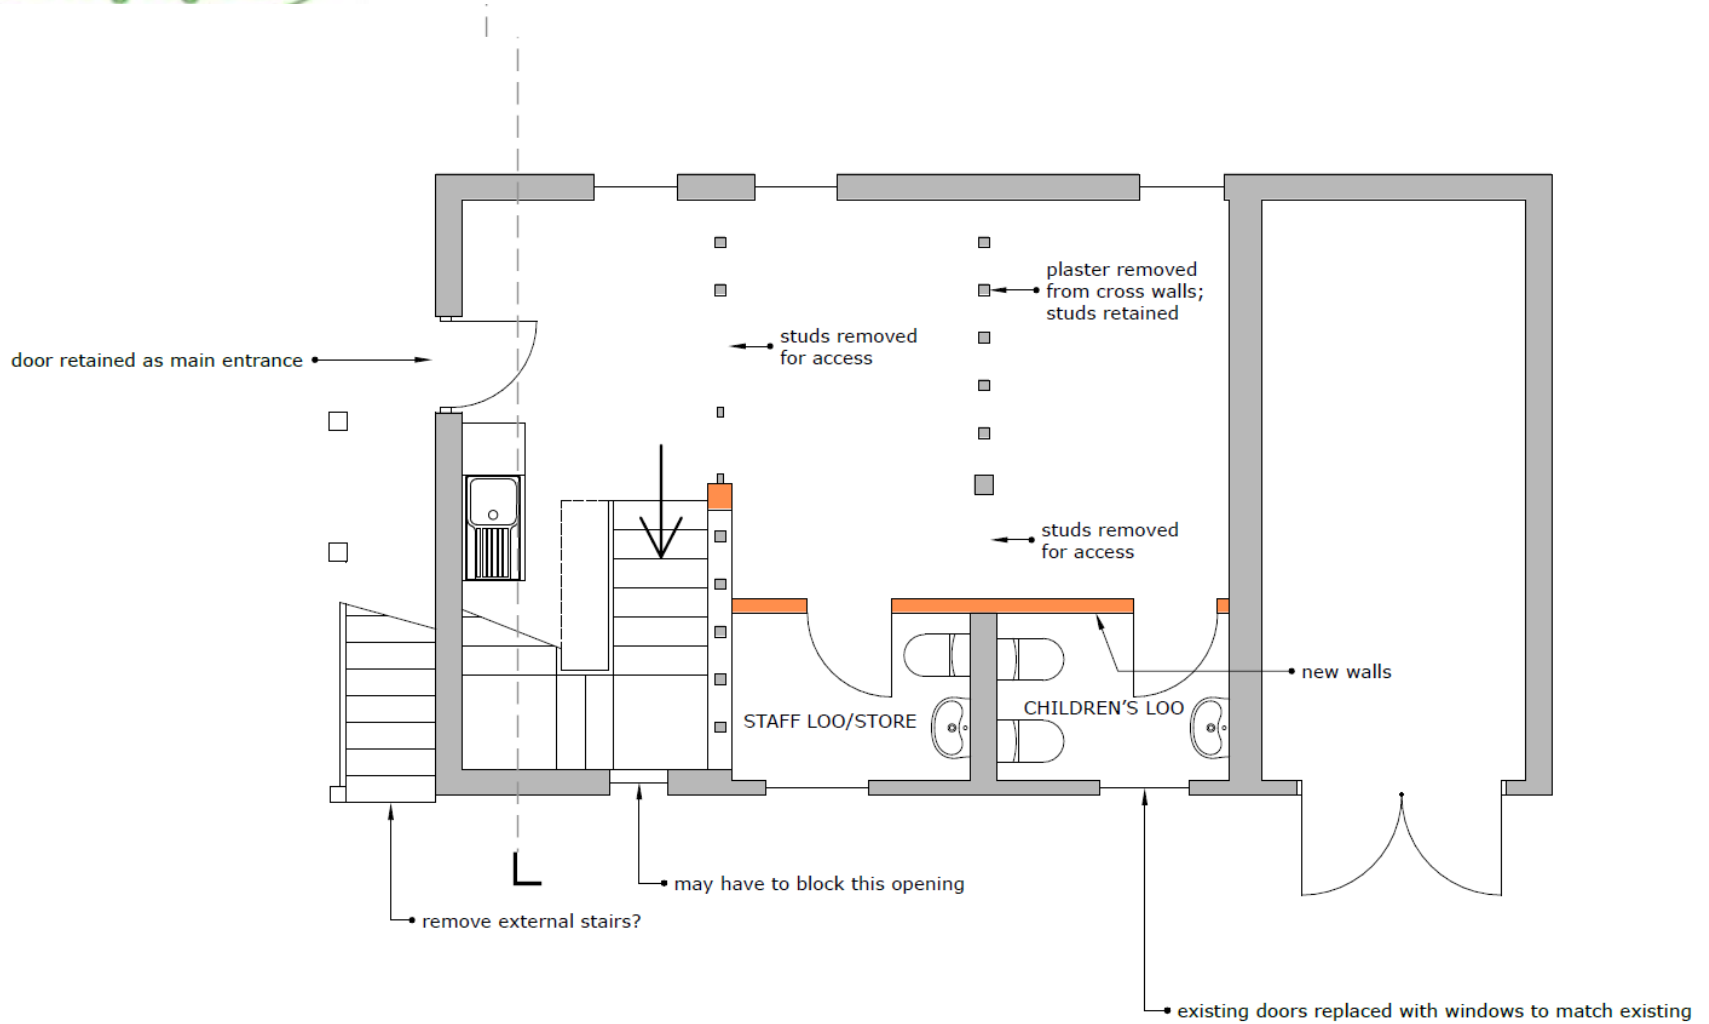 plaster removed
from cross walls;
studs retained
studs removed
for access
door retained as main entrance
studs removed
for access
new walls
STAFF LOO/STORE
CHILDREN'S LOO
may have to block this opening
remove external stairs?
existing doors replaced with windows to match existing